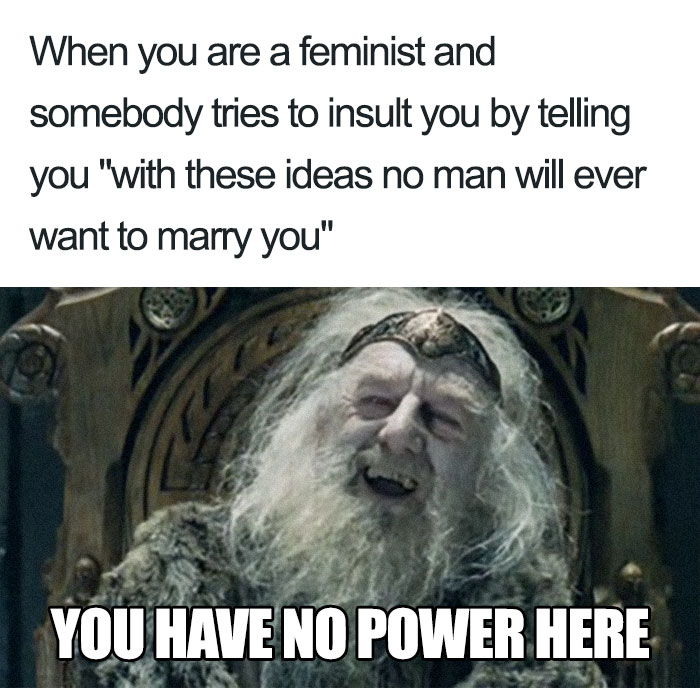 When you are a feminist and
somebody tries to insult you by telling
you "with these ideas no man will ever
want to marry you"
YOU HAVE NO POWER HERE